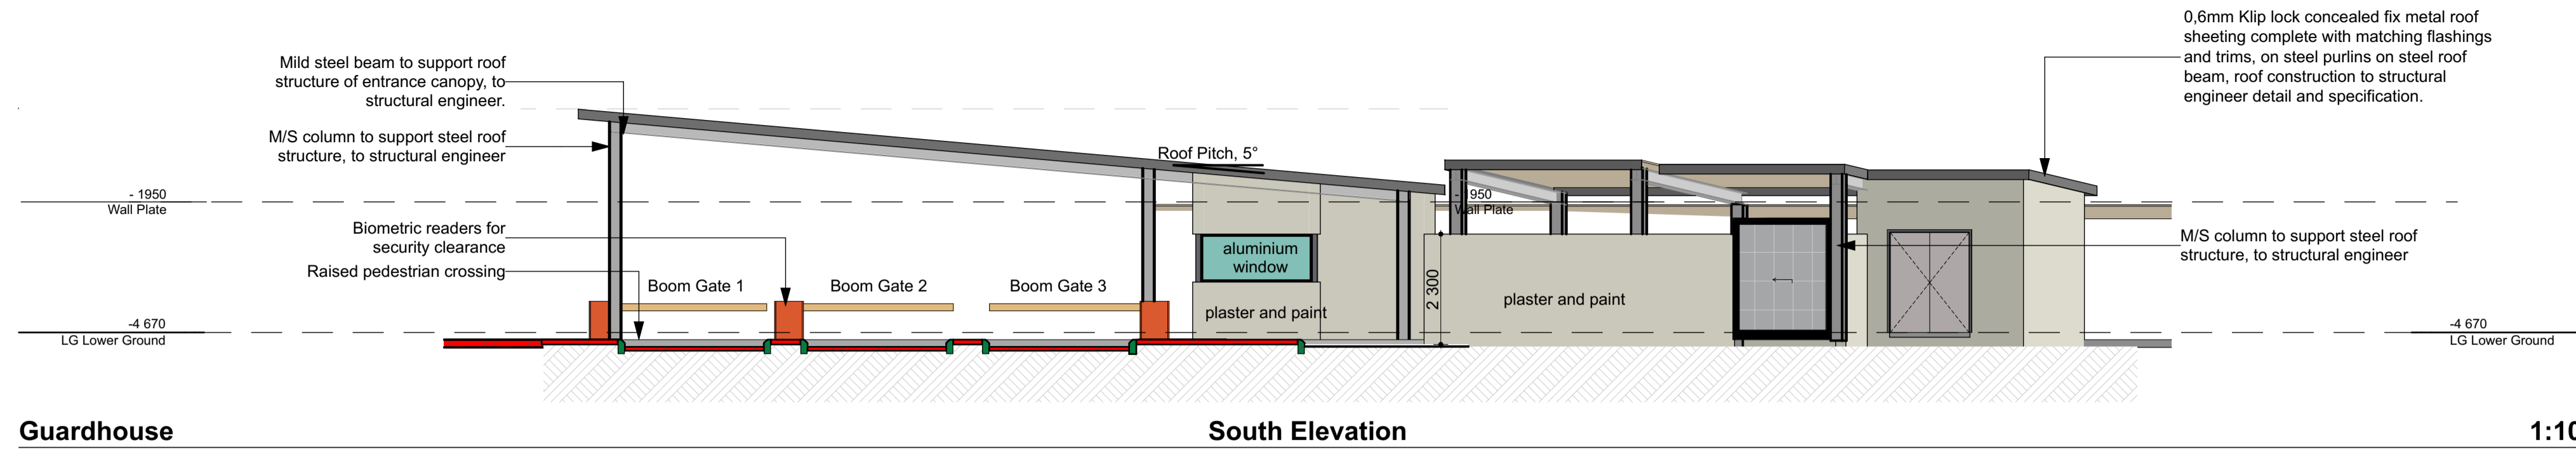 Mild steel beam to support roof
structure of entrance canopy, to
structural engineer.
M/S column to support steel roof
structure, to structural engineer
- 1950
Wall Plate
Biometric readers for
security clearance
Raised pedestrian crossing
-4 670
LG Lower Ground
Boom Gate 1
Boom Gate 2
Boom Gate 3
Roof Pitch, 5°
aluminium
window
plaster and paint
2 300
- 1950
Wall Plate
plaster and paint
0,6mm Klip lock concealed fix metal roof
sheeting complete with matching flashings
and trims, on steel purlins on steel roof
beam, roof construction to structural
engineer detail and specification.
M/S column to support steel roof
structure, to structural engineer
-4 670
LG Lower Ground
Guardhouse
South Elevation